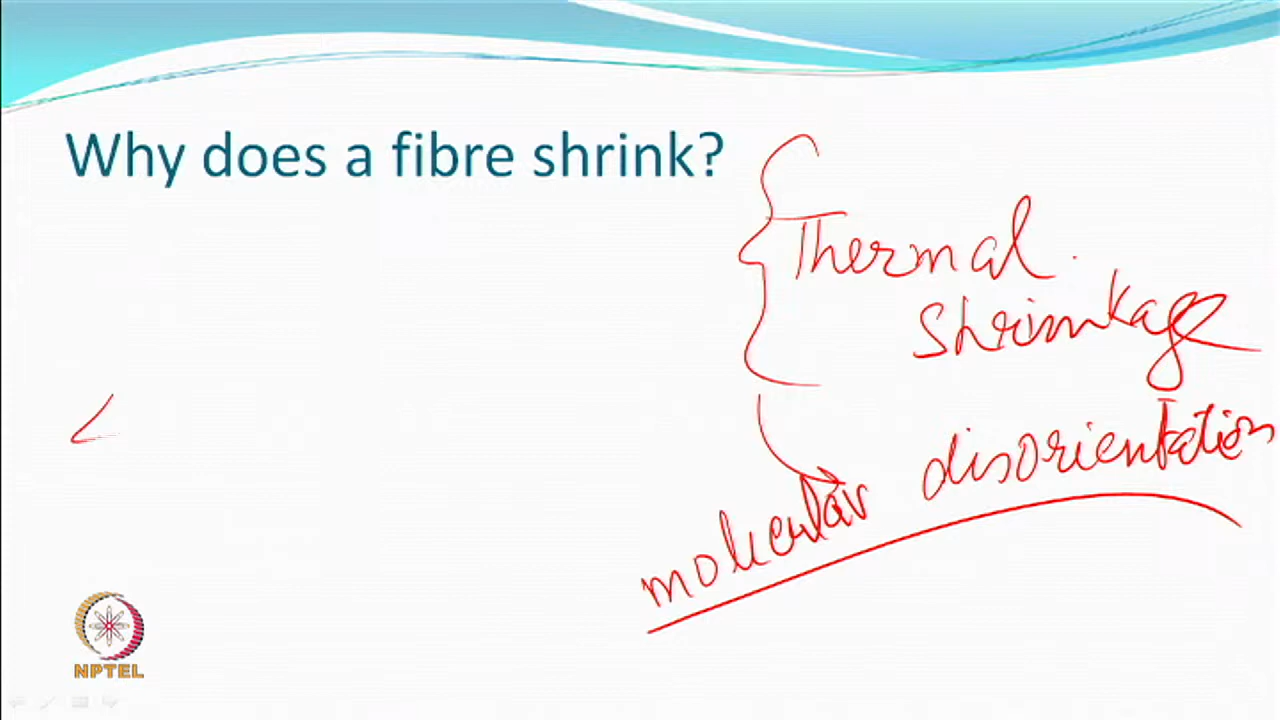 Why does a fibre shrink?
Thermal
Shrinkage
molecular disorientation
NPTEL